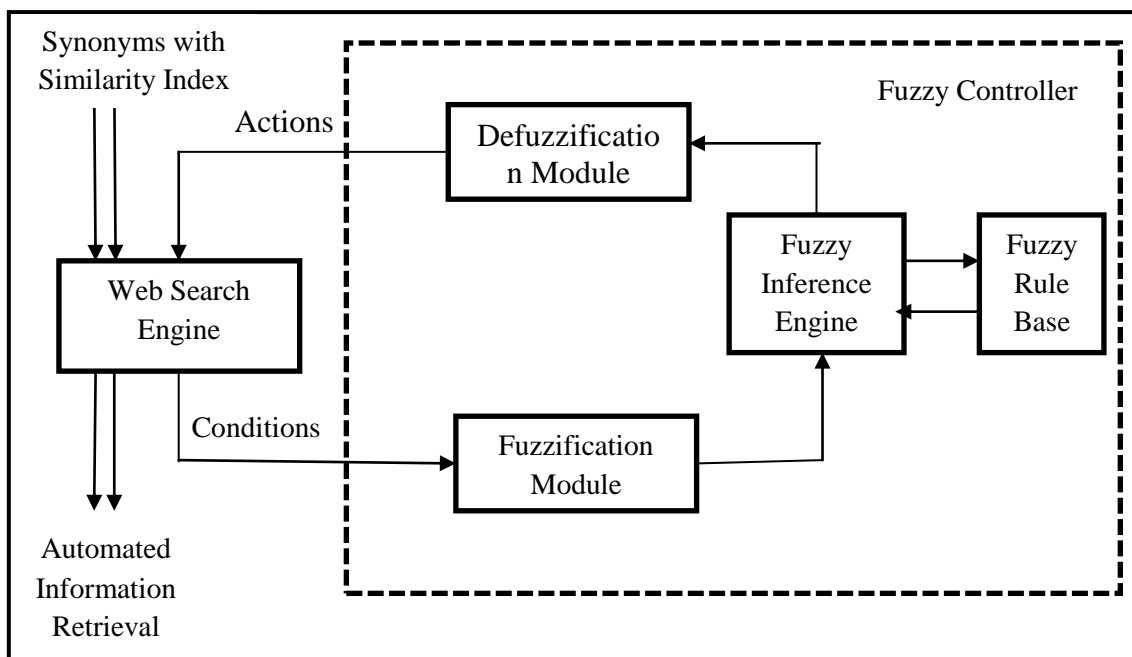 Synonyms with
Similarity Index
Fuzzy Controller
Actions
Defuzzificatio
n Module
Web Search
Engine
Fuzzy
Inference
Engine
Fuzzy
Rule
Base
Conditions
Fuzzification
Module
Automated
Information
Retrieval